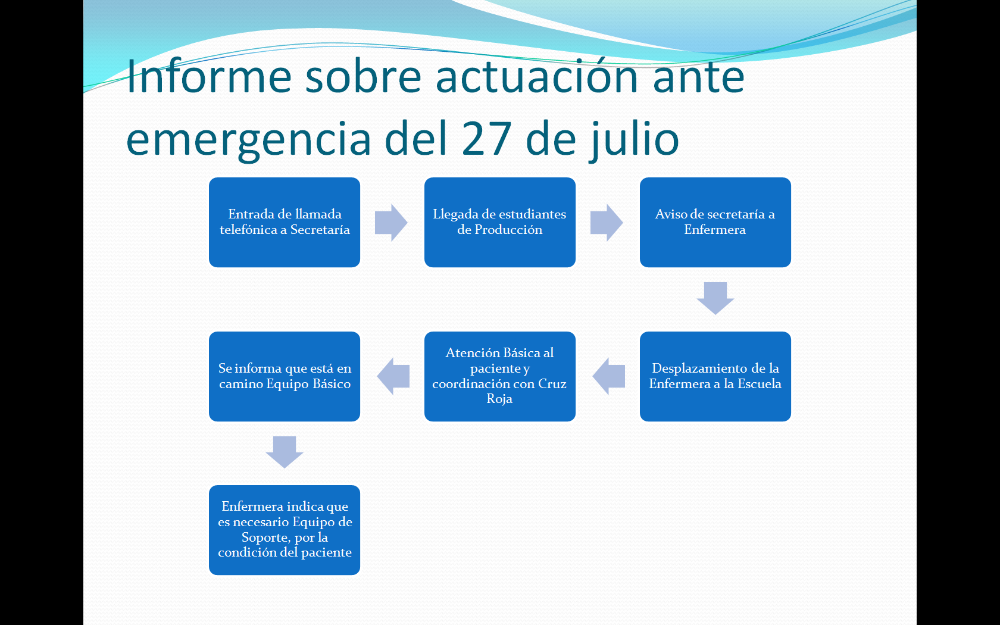 Informe sobre actuación ante
emergencia del 27 de julio
Entrada de llamada
telefónica a Secretaría
Llegada de estudiantes
de Producción
Aviso de secretaría a
Enfermera
Desplazamiento de la
Enfermera a la Escuela
Atención Básica al
paciente y
coordinación con Cruz
Roja
Se informa que está en
camino Equipo Básico
Enfermera indica que
es necesario Equipo de
Soporte, por la
condición del paciente